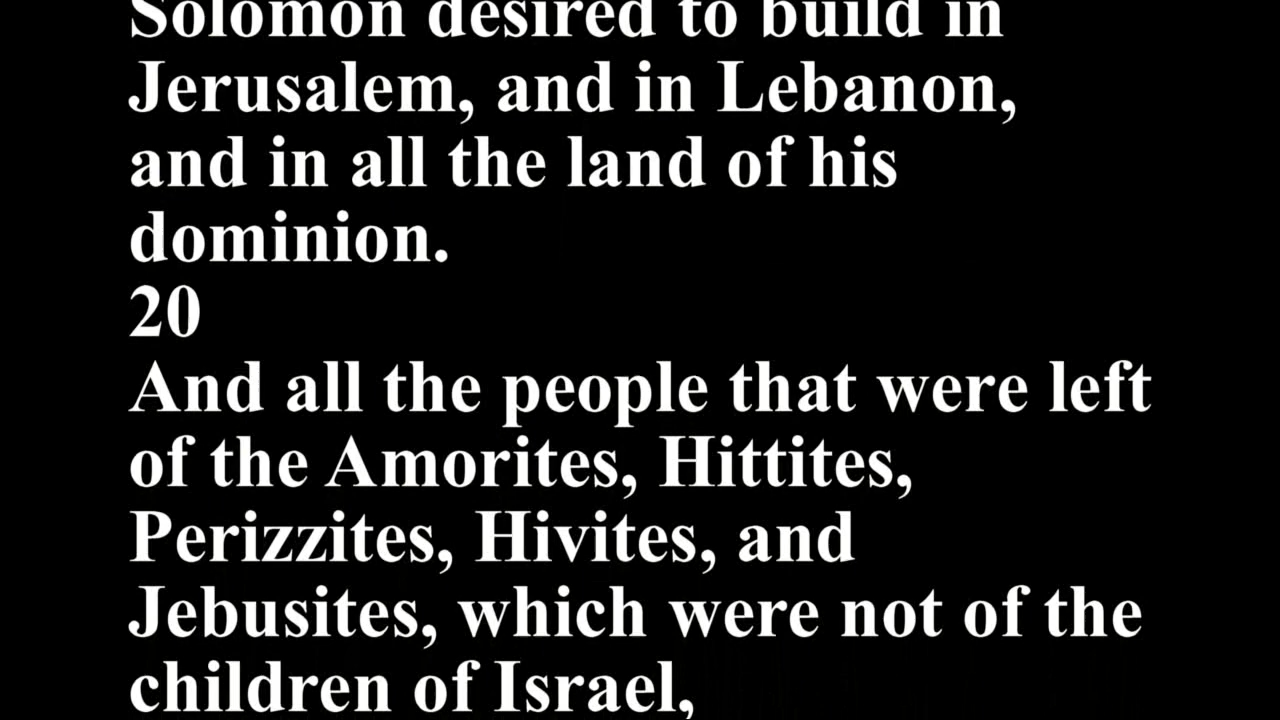 Solomon desired to build in
Jerusalem, and in Lebanon,
and in all the land of his
dominion.
20
And all the people that were left
of the Amorites, Hittites,
Perizzites, Hivites, and
Jebusites, which were not of the
children of Israel,